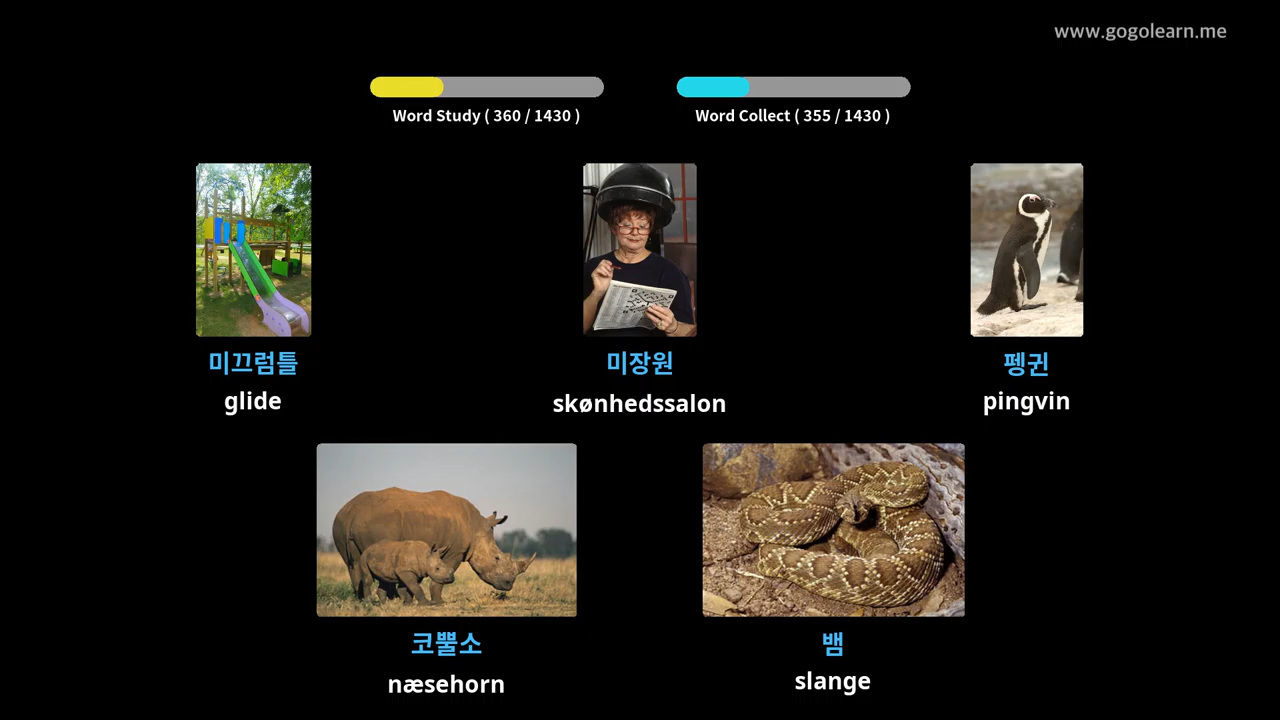 www.gogolearn.me
Word Study ( 360 / 1430 )
Word Collect ( 355 / 1430 )
미끄럼틀
glide
미장원
skønhedssalon
펭귄
pingvin
코뿔소
næsehorn
뱀
slange